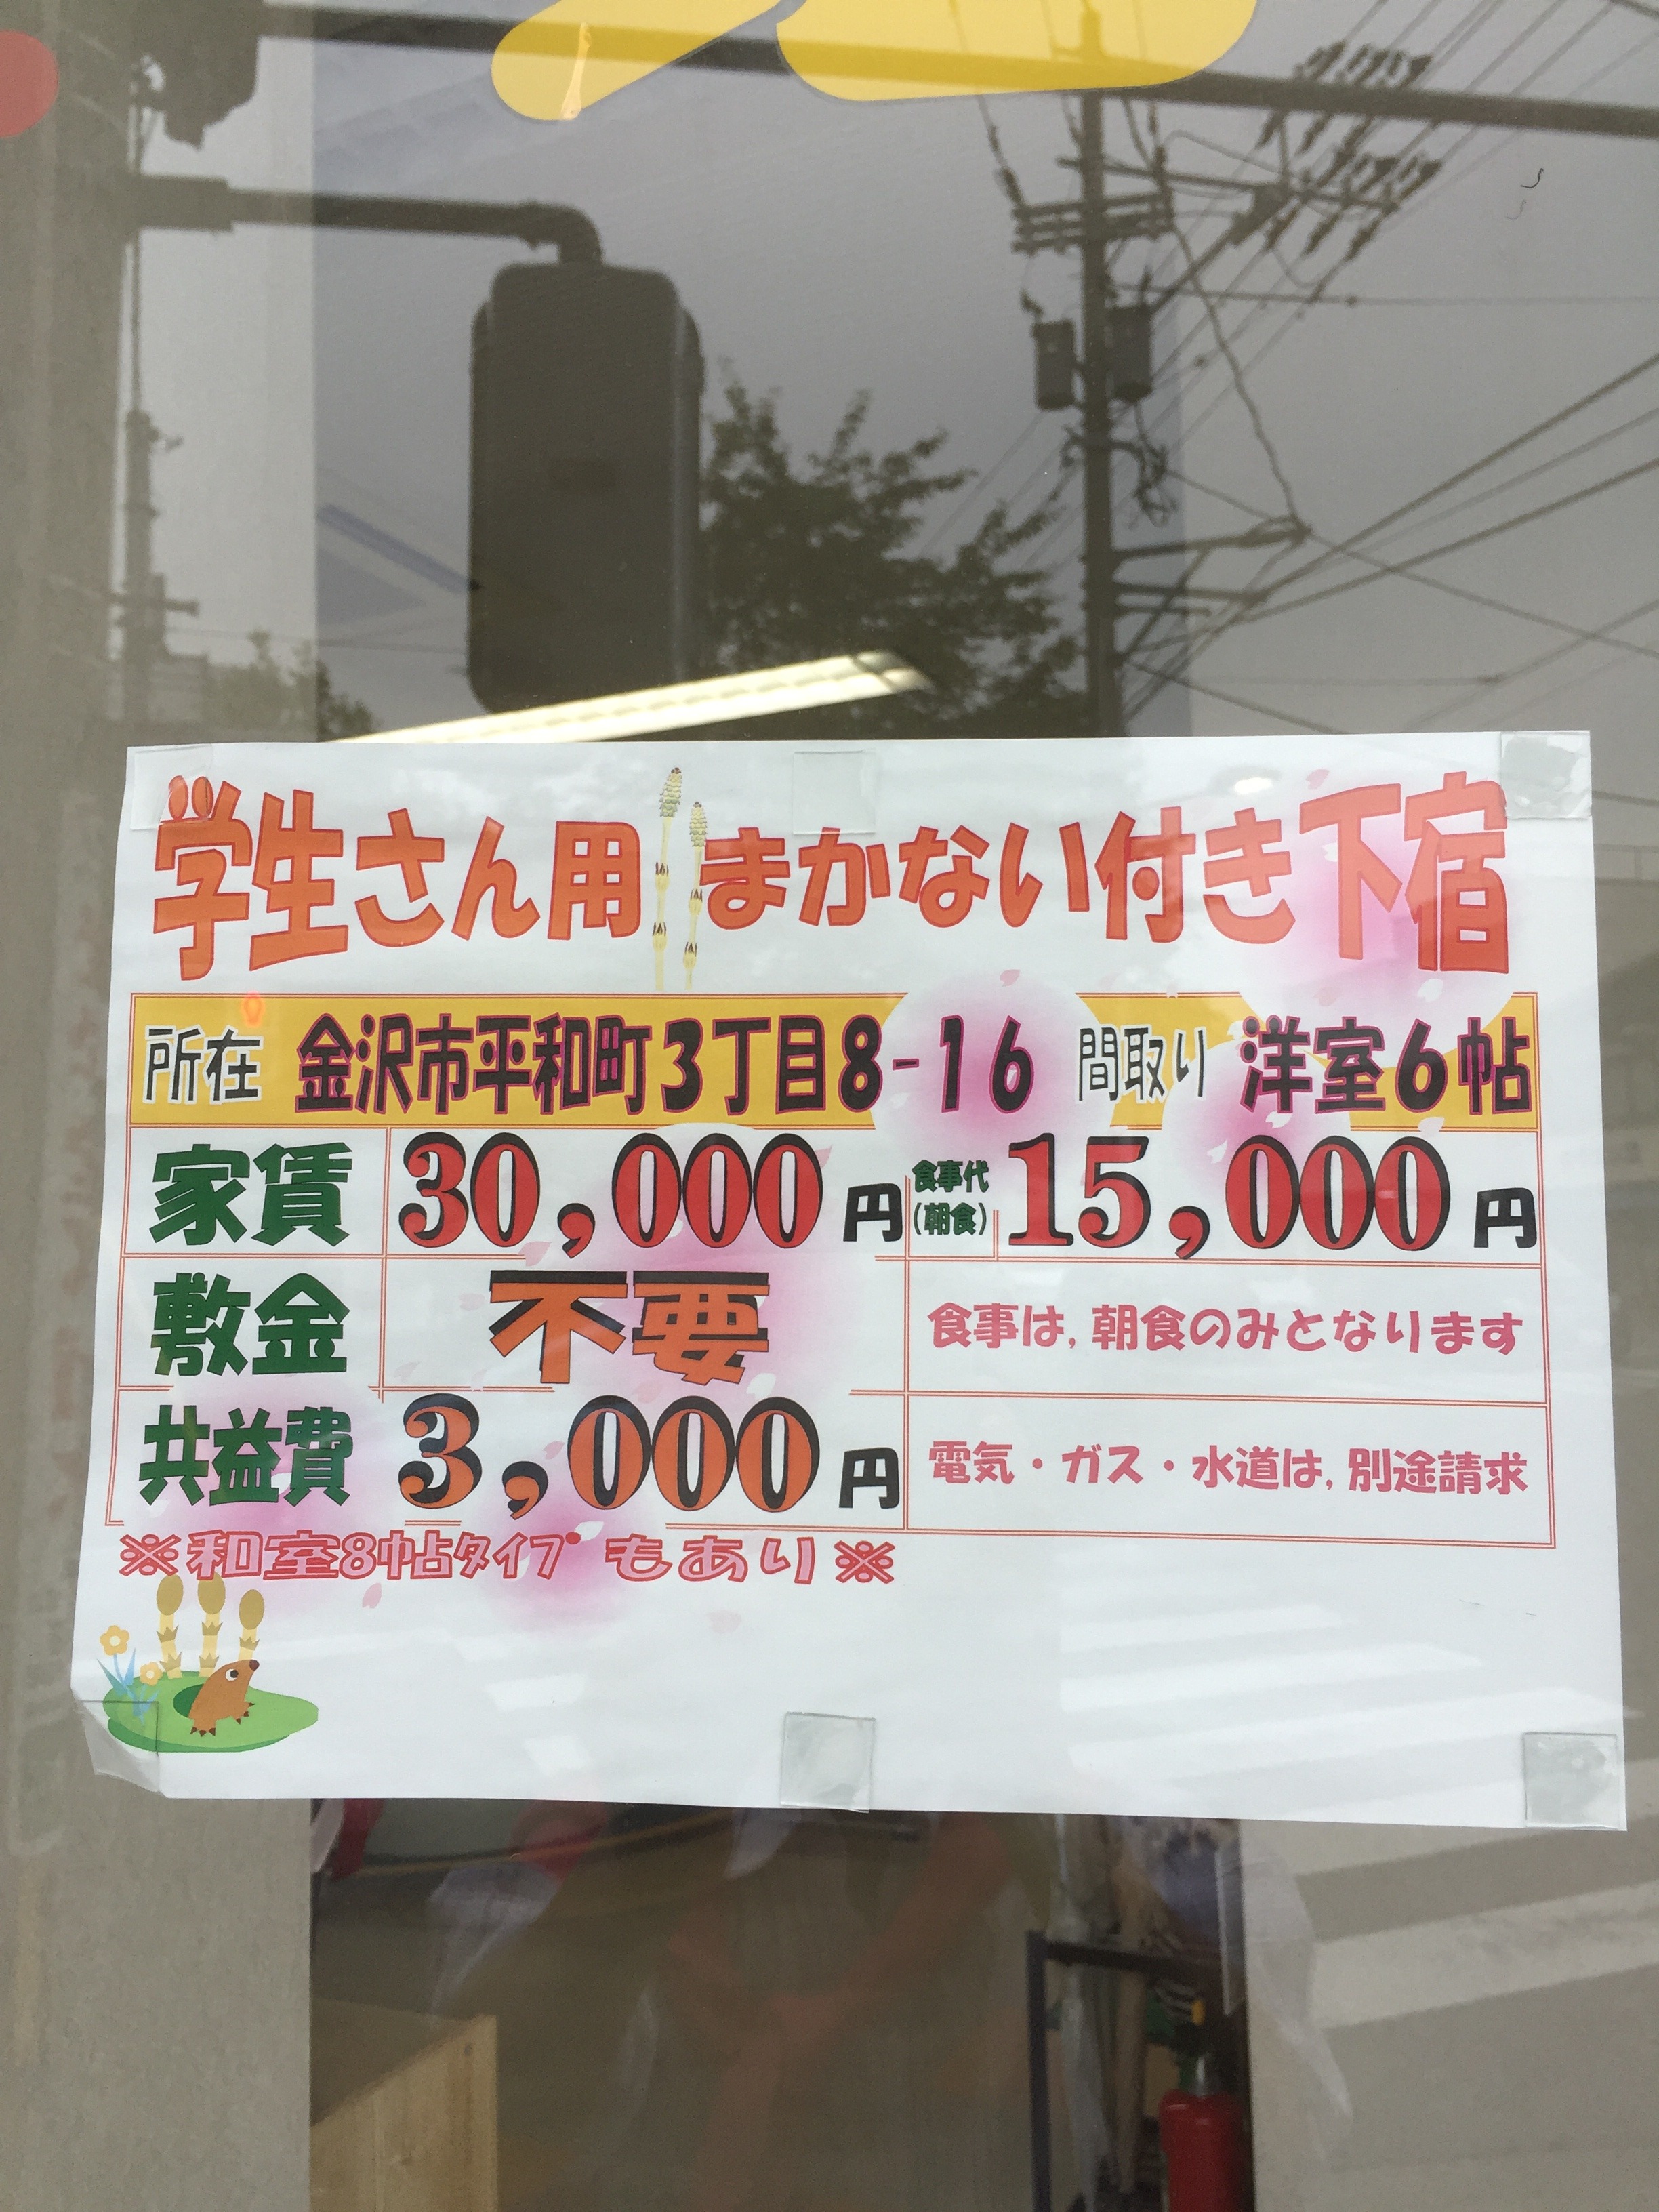 学生さん用 まかない付き下宿
所在 金沢市平和町3丁目8-16 間取り 洋室6帖
家賃 30,000円 食事代(朝食) 15,000円
敷金 不要 食事は,朝食のみとなります
共益費 3,000円 電気・ガス・水道は,別途請求
※和室8帖ﾀｲﾌﾟもあり※